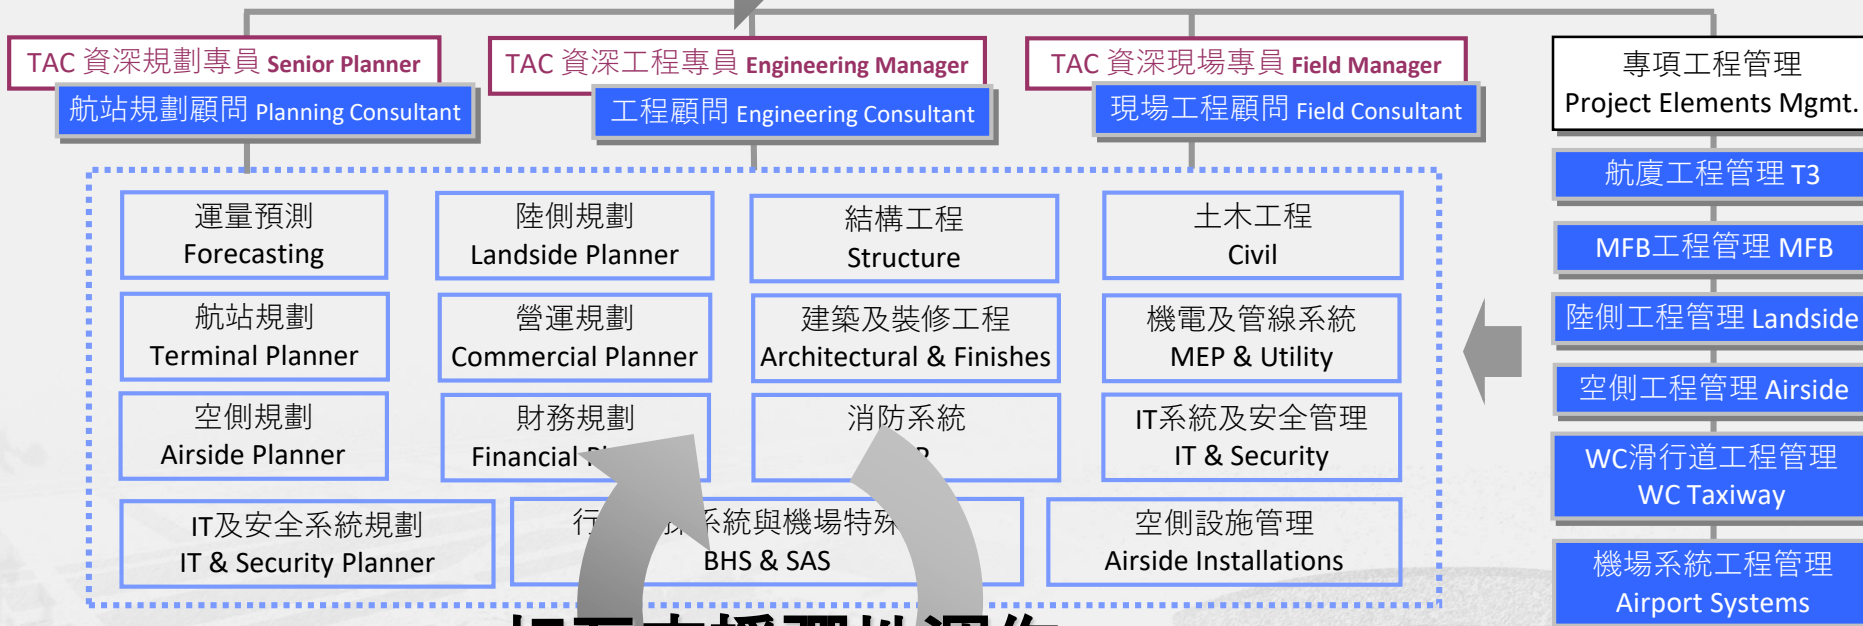 TAC 資深規劃專員 Senior Planner
航站規劃顧問 Planning Consultant
TAC 資深工程專員 Engineering Manager
工程顧問 Engineering Consultant
TAC 資深現場專員 Field Manager
現場工程顧問 Field Consultant
專項工程管理
Project Elements Mgmt.
航廈工程管理 T3
MFB工程管理 MFB
陸側工程管理 Landside
空側工程管理 Airside
WC滑行道工程管理
WC Taxiway
機場系統工程管理
Airport Systems
運量預測
Forecasting
陸側規劃
Landside Planner
結構工程
Structure
土木工程
Civil
航站規劃
Terminal Planner
營運規劃
Commercial Planner
建築及裝修工程
Architectural & Finishes
機電及管線系統
MEP & Utility
空側規劃
Airside Planner
財務規劃
Financial
消防系統
IT系統及安全管理
IT & Security
IT及安全系統規劃
IT & Security Planner
行 系統與機場特殊
BHS & SAS
空側設施管理
Airside Installations